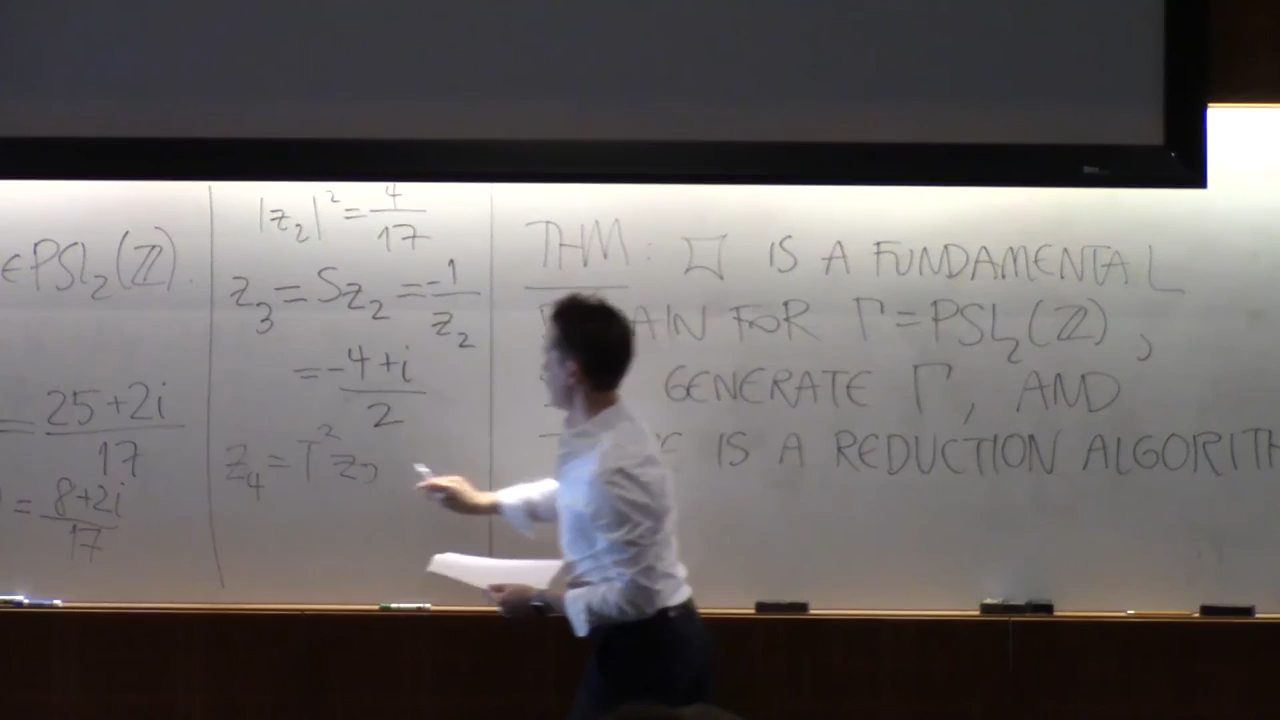 ∈PSL₂(ℤ).
= (25+2i)/17
= (8+2i)/17
|z₂|² = 4/17
z₃ = Sz₂ = -1/z₂
= (-4+i)/2
z₄ = T²z₃
THM: ⊔ IS A FUNDAMENTAL
AIN FOR Γ = PSL₂(ℤ),
GENERATE Γ, AND
IS A REDUCTION ALGORITH